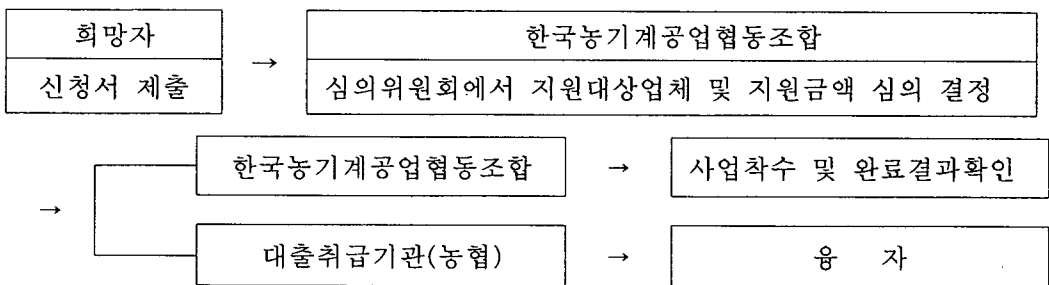 희망자
신청서 제출
→
한국농기계공업협동조합
심의위원회에서 지원대상업체 및 지원금액 심의 결정
→
한국농기계공업협동조합 → 사업착수 및 완료결과확인
대출취급기관(농협) → 융 자